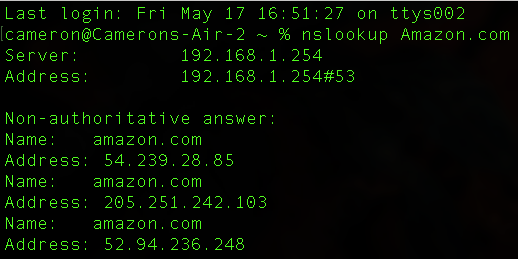 Last login: Fri May 17 16:51:27 on ttys002
cameron@Camerons-Air-2 ~ % nslookup Amazon.com
Server: 192.168.1.254
Address: 192.168.1.254#53
Non-authoritative answer:
Name: amazon.com
Address: 54.239.28.85
Name: amazon.com
Address: 205.251.242.103
Name: amazon.com
Address: 52.94.236.248